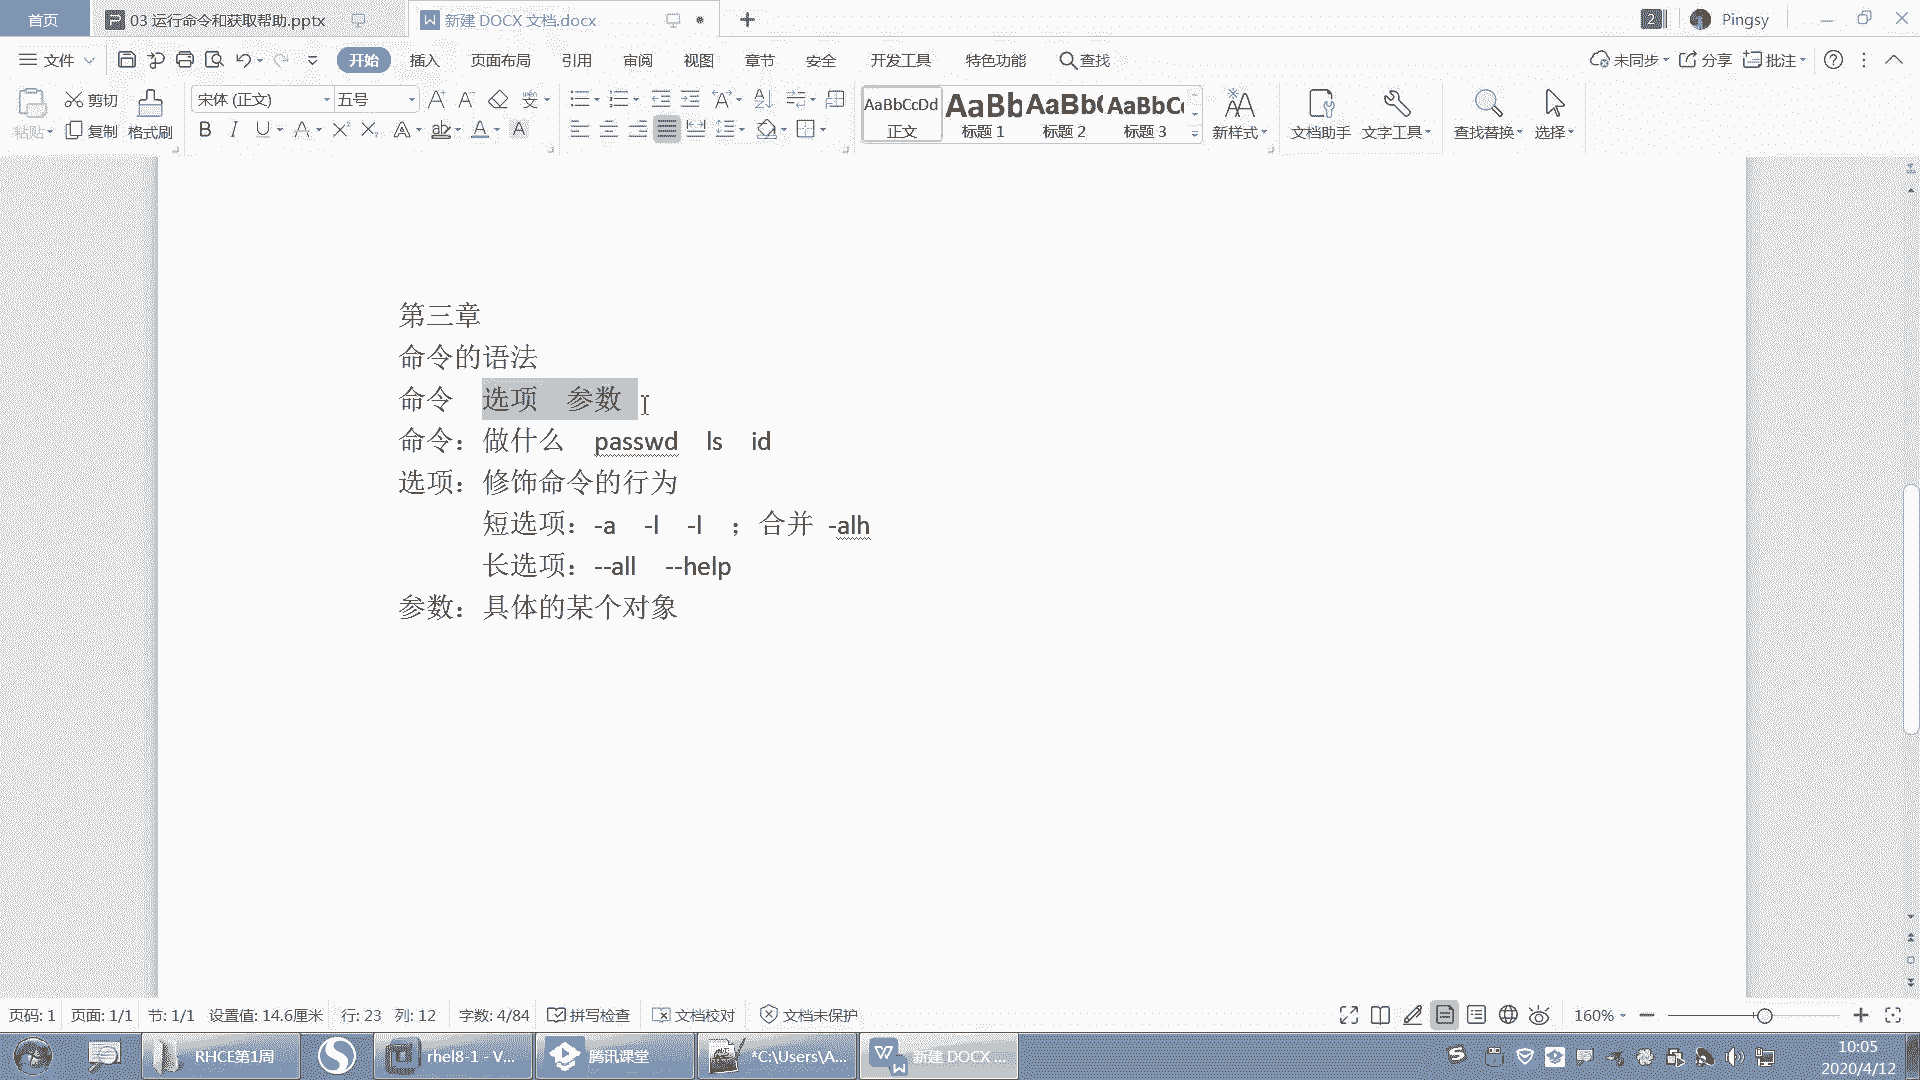 首页 03 运行命令和获取帮助.pptx 新建 DOCX 文档.docx + 2 Pingsy
文件 开始 插入 页面布局 引用 审阅 视图 章节 安全 开发工具 特色功能 查找 未同步 分享 批注
粘贴 剪切 复制 格式刷 宋体 (正文) 五号 AaBbCcDd AaBb AaBb( AaBbC
正文 标题 1 标题 2 标题 3 新样式 文档助手 文字工具 查找替换 选择
第三章
命令的语法
命令 选项 参数
命令：做什么 passwd ls id
选项：修饰命令的行为
短选项：-a -l -l ；合并 -alh
长选项：--all --help
参数：具体的某个对象
页码: 1 页面: 1/1 节: 1/1 设置值: 14.6厘米 行: 23 列: 12 字数: 4/84 拼写检查 文档校对 文档未保护 160%
RHCE第1周 rhel8-1 - V... 腾讯课堂 *C:\Users\A... 新建 DOCX ... 10:05
2020/4/12